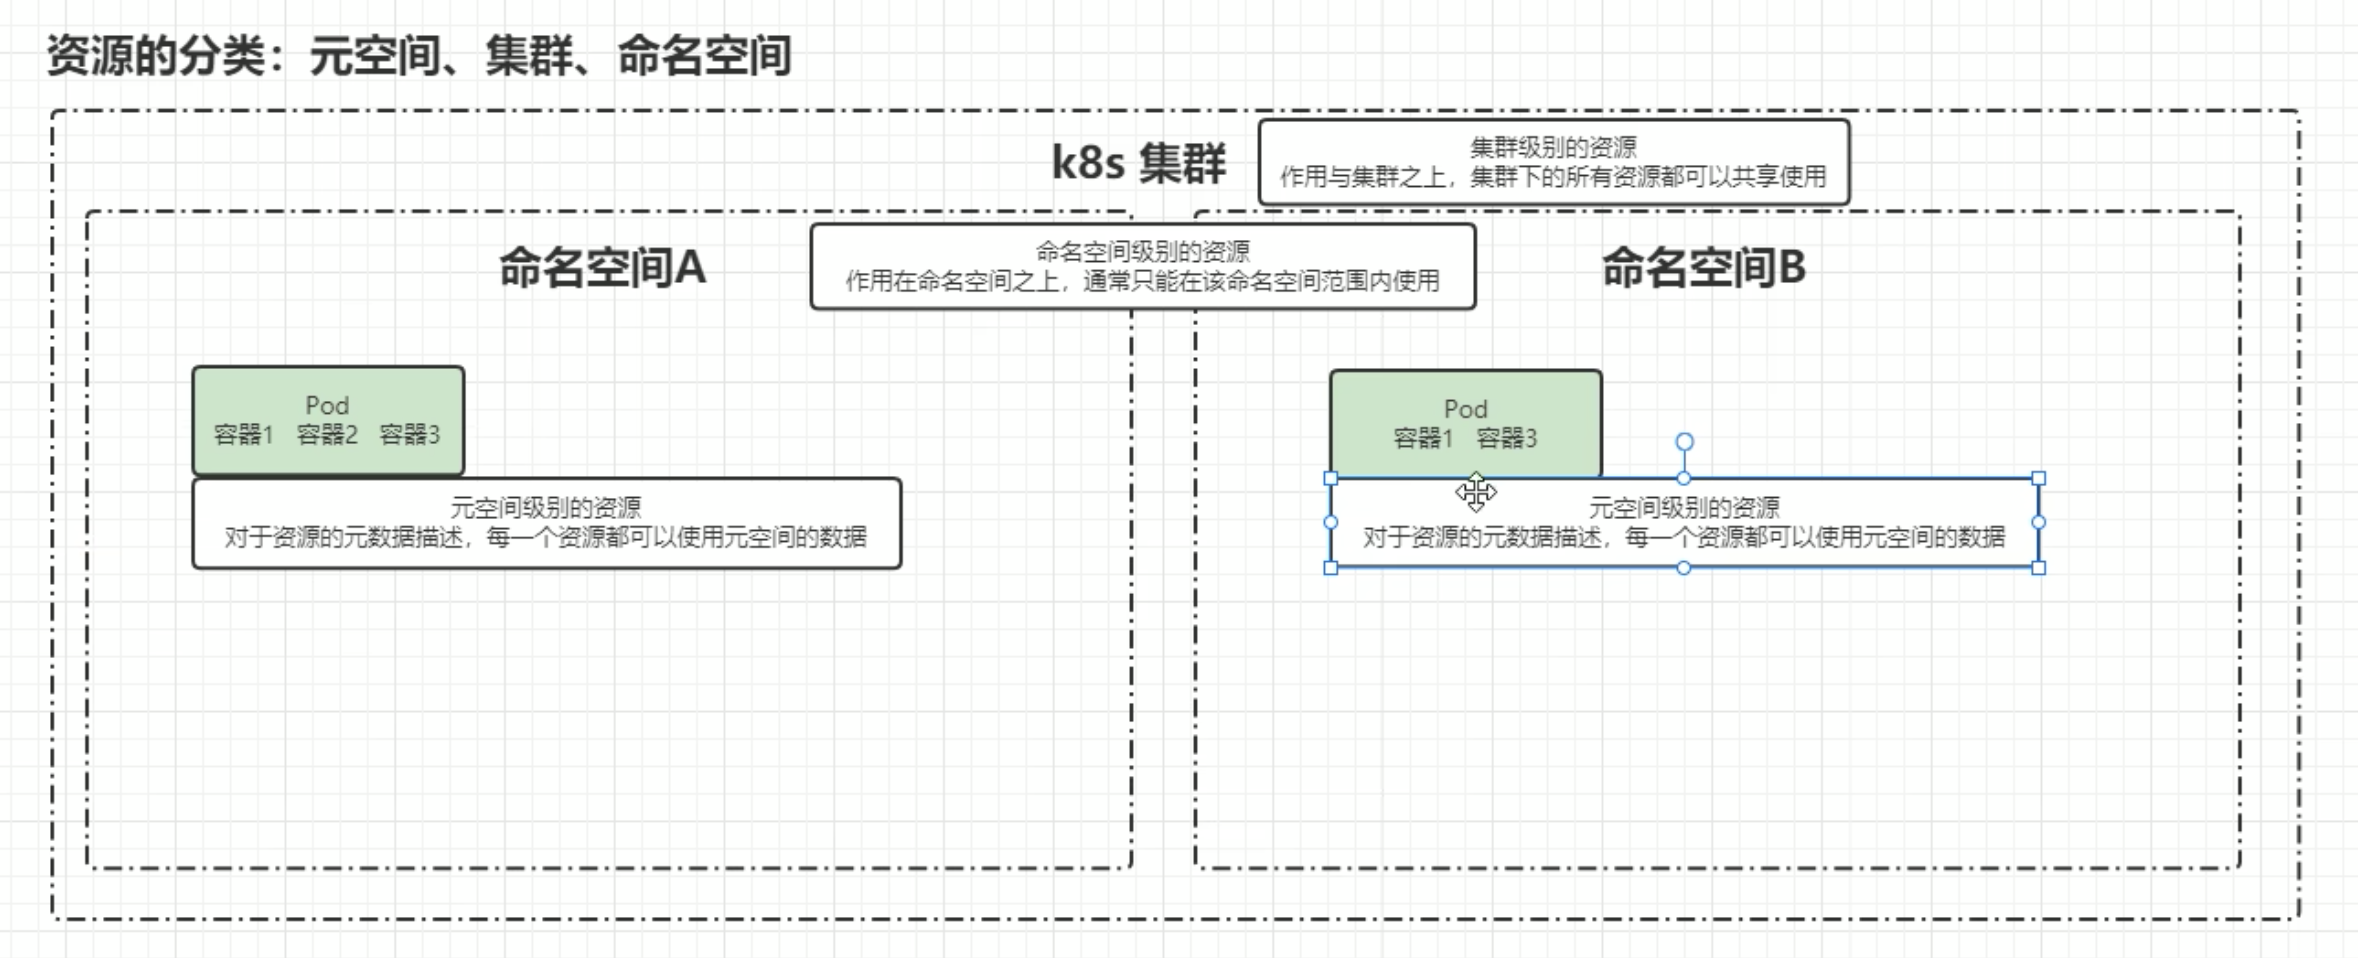 资源的分类：元空间、集群、命名空间
k8s 集群
集群级别的资源
作用与集群之上，集群下的所有资源都可以共享使用
命名空间A
命名空间级别的资源
作用在命名空间之上，通常只能在该命名空间范围内使用
命名空间B
Pod
容器1 容器2 容器3
元空间级别的资源
对于资源的元数据描述，每一个资源都可以使用元空间的数据
Pod
容器1 容器3
元空间级别的资源
对于资源的元数据描述，每一个资源都可以使用元空间的数据